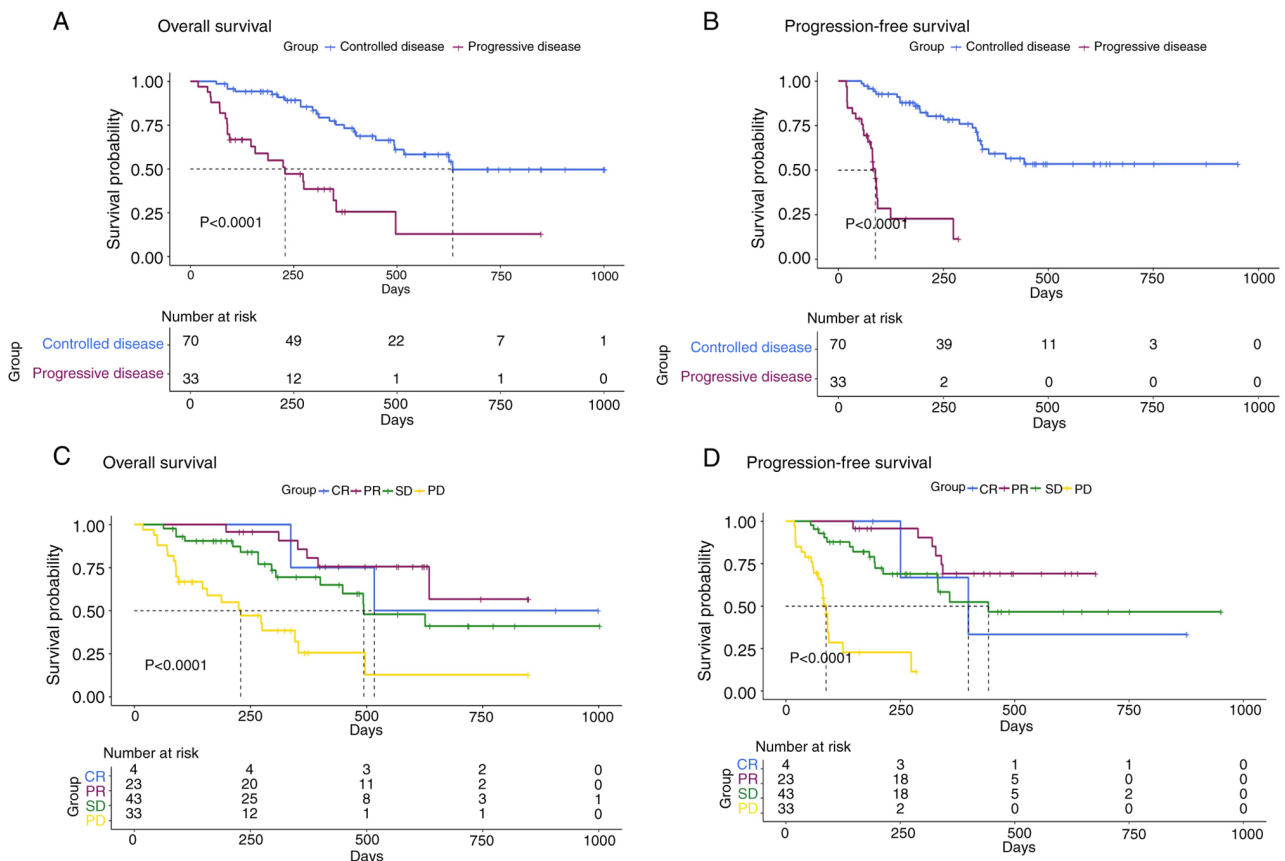 A
Overall survival
Group Controlled disease Progressive disease
1.00
0.75
0.50
0.25
0.00
Survival probability
P<0.0001
0 250 500 750 1000
Days
Number at risk
Group
Controlled disease 70 49 22 7 1
Progressive disease 33 12 1 1 0
0 250 500 750 1000
Days
B
Progression-free survival
Group Controlled disease Progressive disease
1.00
0.75
0.50
0.25
0.00
Survival probability
P<0.0001
0 250 500 750 1000
Days
Number at risk
Group
Controlled disease 70 39 11 3 0
Progressive disease 33 2 0 0 0
0 250 500 750 1000
Days
C
Overall survival
Group CR PR SD PD
1.00
0.75
0.50
0.25
0.00
Survival probability
P<0.0001
0 250 500 750 1000
Days
Number at risk
Group
CR 4 4 3 2 0
PR 23 20 11 2 0
SD 43 25 8 3 1
PD 33 12 1 1 0
0 250 500 750 1000
Days
D
Progression-free survival
Group CR PR SD PD
1.00
0.75
0.50
0.25
0.00
Survival probability
P<0.0001
0 250 500 750 1000
Days
Number at risk
Group
CR 4 3 1 1 0
PR 23 18 5 0 0
SD 43 18 5 2 0
PD 33 2 0 0 0
0 250 500 750 1000
Days